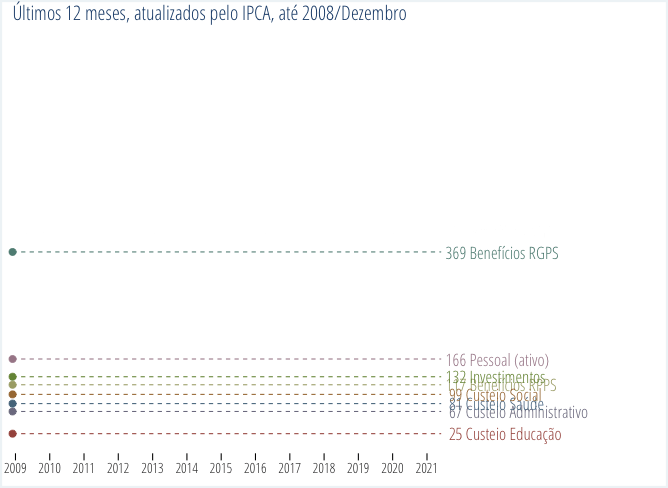 Últimos 12 meses, atualizados pelo IPCA, até 2008/Dezembro
369 Benefícios RGPS
166 Pessoal (ativo)
132 Investimentos
117 Benefícios RPPS
99 Custeio Social
81 Custeio Saúde
67 Custeio Administrativo
25 Custeio Educação
2009 2010 2011 2012 2013 2014 2015 2016 2017 2018 2019 2020 2021